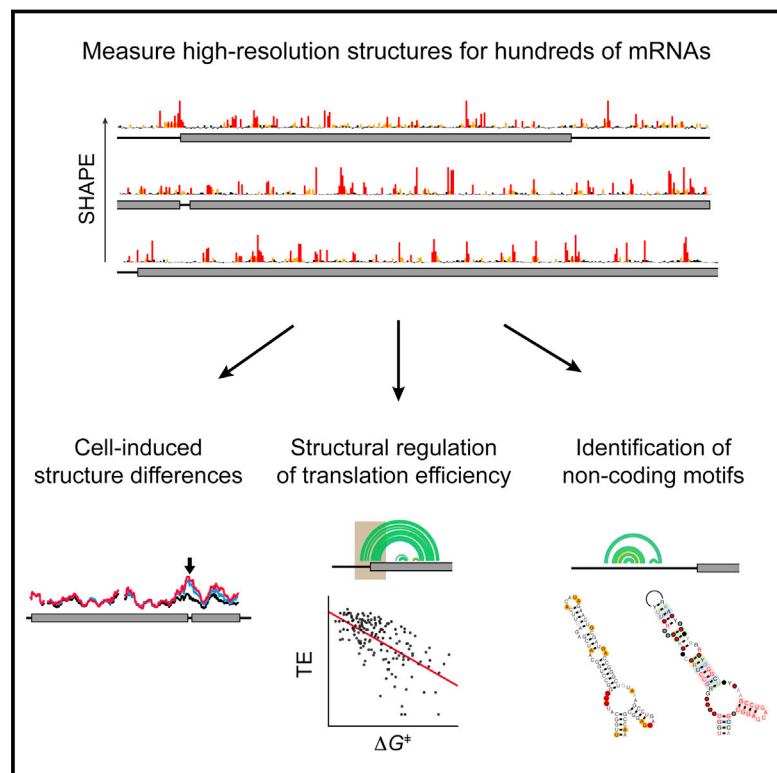 Measure high-resolution structures for hundreds of mRNAs
SHAPE
Cell-induced
structure differences
Structural regulation
of translation efficiency
Identification of
non-coding motifs
TE
ΔG‡